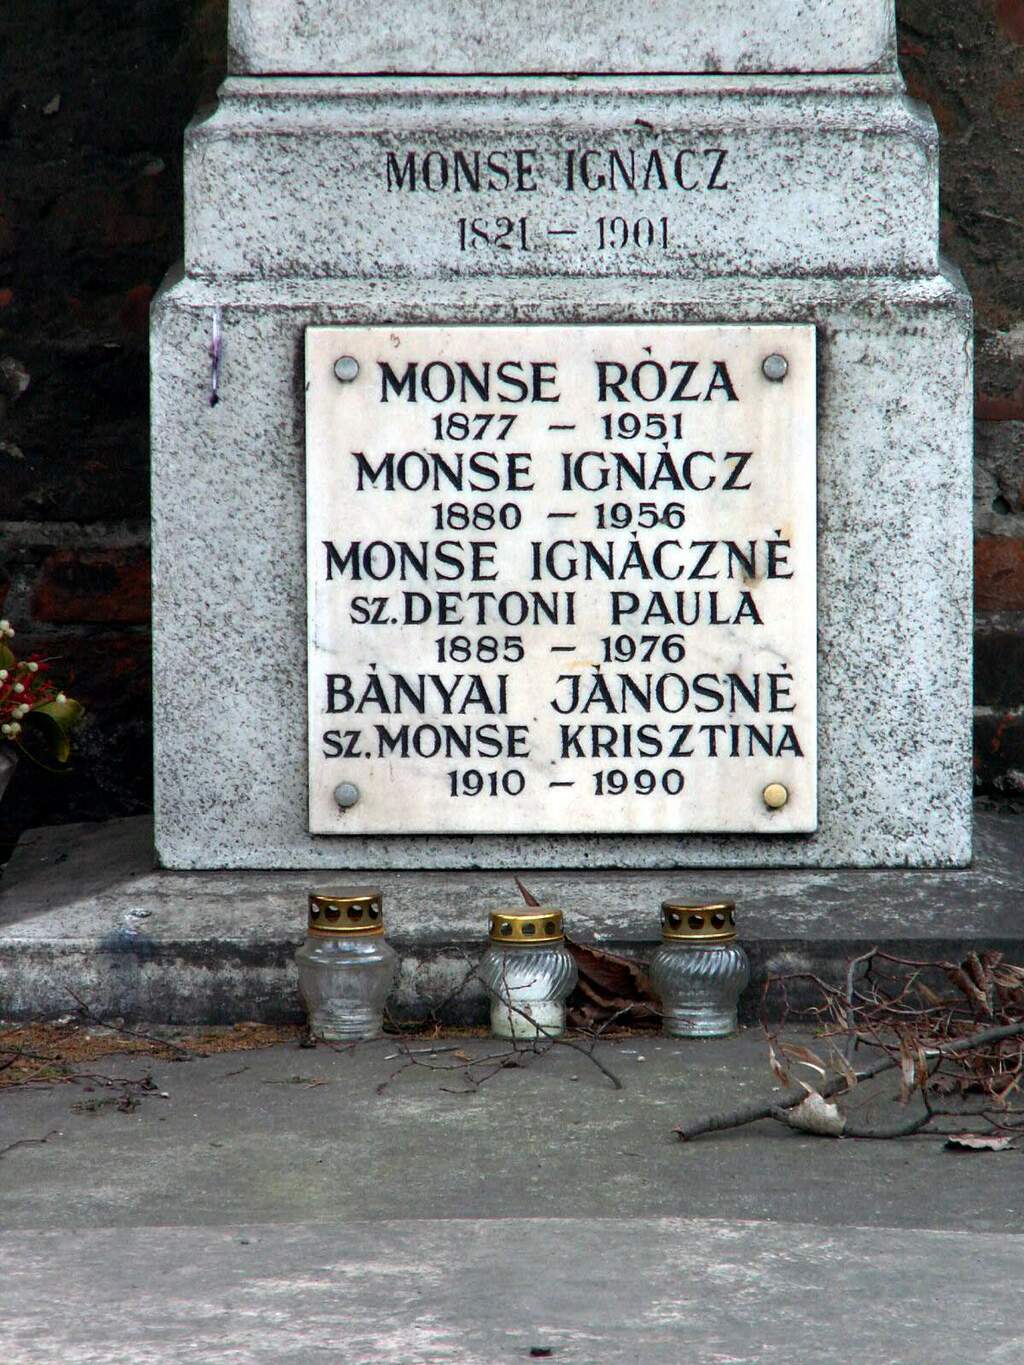 MONSE IGNÁCZ
1821 – 1901
MONSE RÓZA
1877 – 1951
MONSE IGNÁCZ
1880 – 1956
MONSE IGNÁCZNÉ
SZ. DETONI PAULA
1885 – 1976
BÁNYAI JÁNOSNÉ
SZ. MONSE KRISZTINA
1910 – 1990